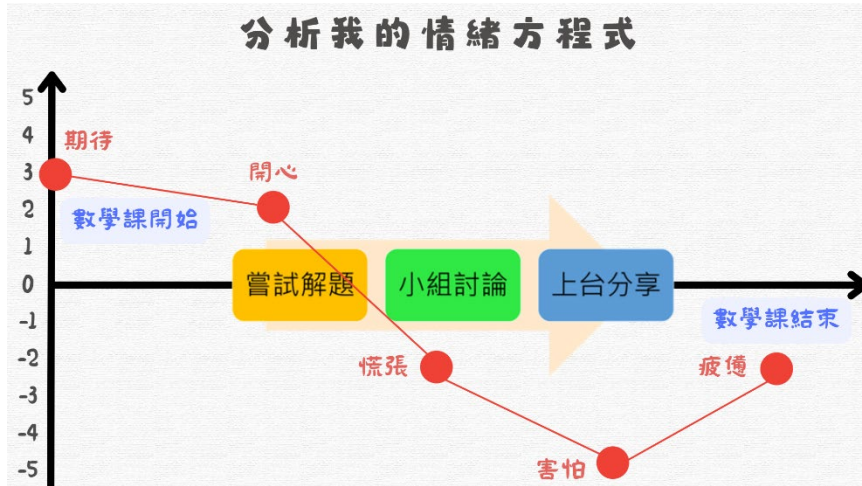 分析我的情緒方程式
5
4
期待
3
開心
2
數學課開始
1
0
嘗試解題
小組討論
上台分享
-1
數學課結束
-2
慌張
疲憊
-3
-4
害怕
-5